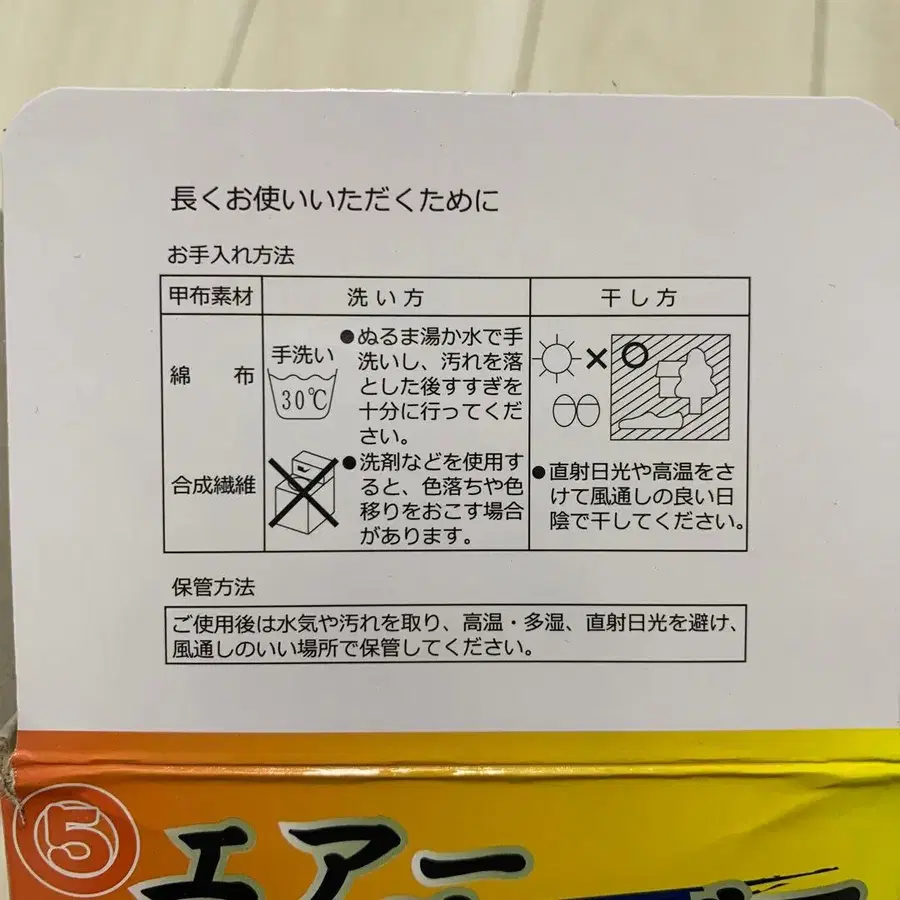 長くお使いいただくために
お手入れ方法
甲布素材
洗い方
干し方
綿 布
合成繊維
手洗い
30℃
●ぬるま湯か水で手
洗いし、汚れを落
とした後すすぎを
十分に行ってくだ
さい。
●洗剤などを使用す
ると、色落ちや色
移りをおこす場合
があります。
●直射日光や高温をさ
けて風通しの良い日
陰で干してください。
保管方法
ご使用後は水気や汚れを取り、高温・多湿、直射日光を避け、
風通しのいい場所で保管してください。
5
エアー